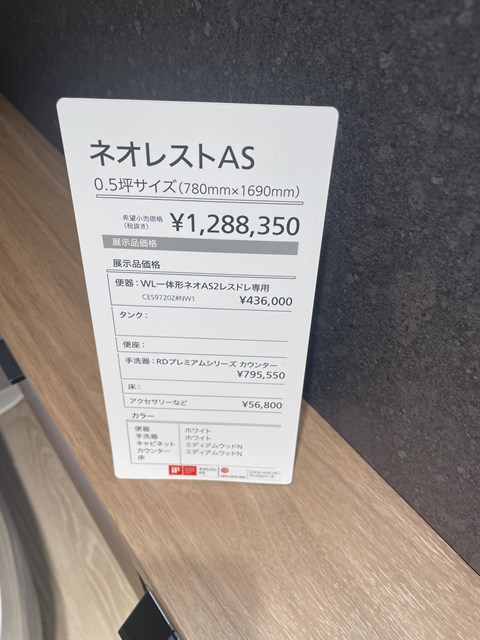 ネオレストAS
0.5坪サイズ(780mm×1690mm)
希望小売価格
(税抜き)
¥1,288,350
展示品価格
展示品価格
便器：WL一体形ネオAS2レスドレ専用
CES9720Z#NW1 ¥436,000
タンク：
便座：
手洗器：RDプレミアムシリーズ カウンター
¥795,550
床：
アクセサリーなど ¥56,800
カラー
便器 ホワイト
手洗器 ホワイト
キャビネット ミディアムウッドN
カウンター ミディアムウッドN
床
iF
ネオレスト
AS